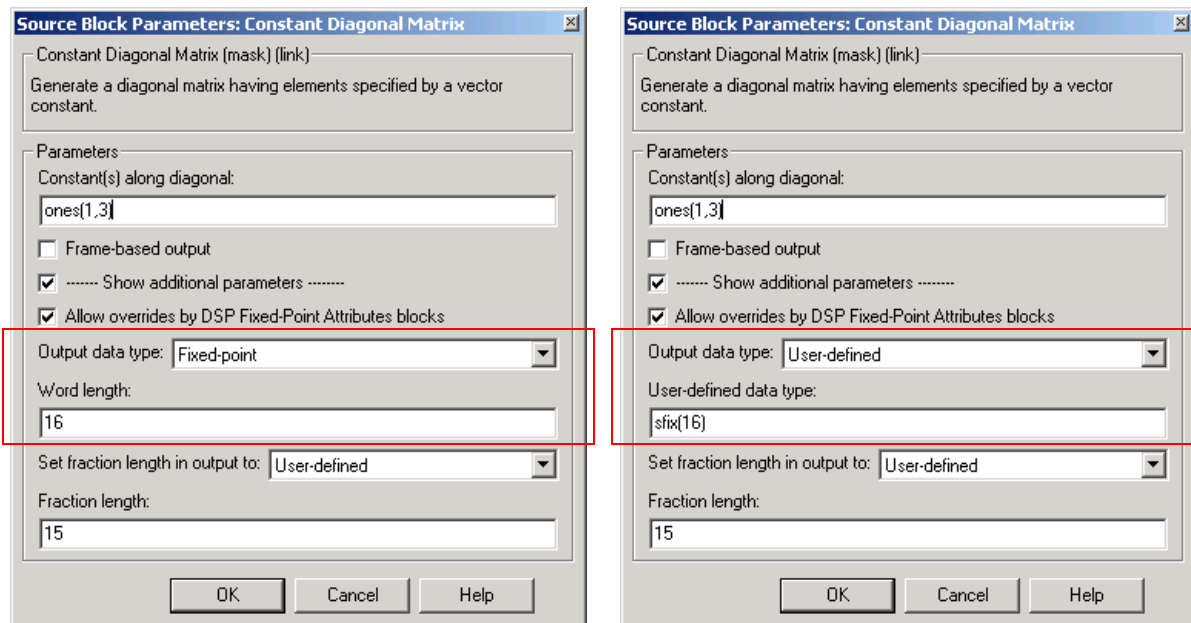 Source Block Parameters: Constant Diagonal Matrix
Constant Diagonal Matrix (mask) (link)
Generate a diagonal matrix having elements specified by a vector
constant.
Parameters
Constant(s) along diagonal:
ones(1,3)
Frame-based output
------- Show additional parameters --------
Allow overrides by DSP Fixed-Point Attributes blocks
Output data type: Fixed-point
Word length:
16
Set fraction length in output to: User-defined
Fraction length:
15
OK Cancel Help
Source Block Parameters: Constant Diagonal Matrix
Constant Diagonal Matrix (mask) (link)
Generate a diagonal matrix having elements specified by a vector
constant.
Parameters
Constant(s) along diagonal:
ones(1,3)
Frame-based output
------- Show additional parameters --------
Allow overrides by DSP Fixed-Point Attributes blocks
Output data type: User-defined
User-defined data type:
sfix(16)
Set fraction length in output to: User-defined
Fraction length:
15
OK Cancel Help